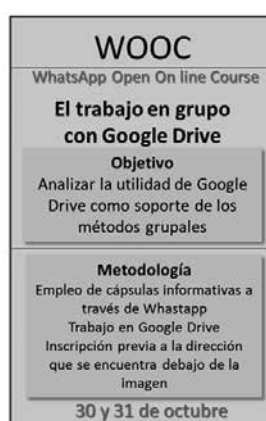 WOOC
WhatsApp Open On line Course
El trabajo en grupo
con Google Drive
Objetivo
Analizar la utilidad de Google
Drive como soporte de los
métodos grupales
Metodología
Empleo de cápsulas informativas a
través de Whastapp
Trabajo en Google Drive
Inscripción previa a la dirección
que se encuentra debajo de la
imagen
30 y 31 de octubre